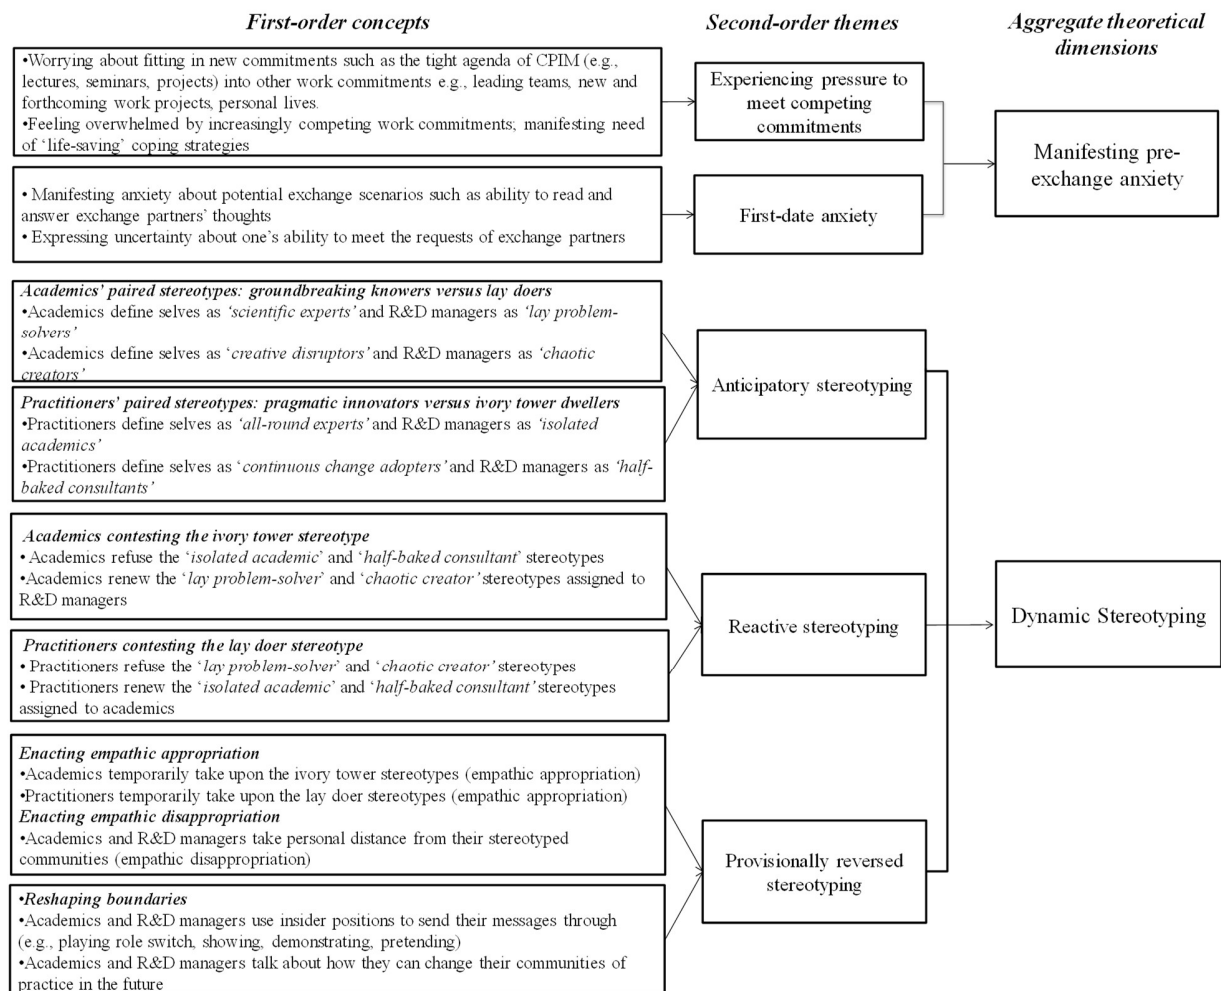 First-order concepts
Second-order themes
Aggregate theoretical
dimensions
•Worrying about fitting in new commitments such as the tight agenda of CPIM (e.g.,
lectures, seminars, projects) into other work commitments e.g., leading teams, new and
forthcoming work projects, personal lives.
•Feeling overwhelmed by increasingly competing work commitments; manifesting need
of ‘life-saving’ coping strategies
Experiencing pressure to
meet competing
commitments
Manifesting pre-
exchange anxiety
• Manifesting anxiety about potential exchange scenarios such as ability to read and
answer exchange partners’ thoughts
• Expressing uncertainty about one’s ability to meet the requests of exchange partners
First-date anxiety
Academics’ paired stereotypes: groundbreaking knowers versus lay doers
•Academics define selves as ‘scientific experts’ and R&D managers as ‘lay problem-
solvers’
•Academics define selves as ‘creative disruptors’ and R&D managers as ‘chaotic
creators’
Practitioners’ paired stereotypes: pragmatic innovators versus ivory tower dwellers
•Practitioners define selves as ‘all-round experts’ and R&D managers as ‘isolated
academics’
•Practitioners define selves as ‘continuous change adopters’ and R&D managers as ‘half-
baked consultants’
Anticipatory stereotyping
Academics contesting the ivory tower stereotype
• Academics refuse the ‘isolated academic’ and ‘half-baked consultant’ stereotypes
•Academics renew the ‘lay problem-solver’ and ‘chaotic creator’ stereotypes assigned to
R&D managers
Practitioners contesting the lay doer stereotype
• Practitioners refuse the ‘lay problem-solver’ and ‘chaotic creator’ stereotypes
• Practitioners renew the ‘isolated academic’ and ‘half-baked consultant’ stereotypes
assigned to academics
Reactive stereotyping
Dynamic Stereotyping
Enacting empathic appropriation
•Academics temporarily take upon the ivory tower stereotypes (empathic appropriation)
•Practitioners temporarily take upon the lay doer stereotypes (empathic appropriation)
Enacting empathic disappropriation
•Academics and R&D managers take personal distance from their stereotyped
communities (empathic disappropriation)
•Reshaping boundaries
•Academics and R&D managers use insider positions to send their messages through
(e.g., playing role switch, showing, demonstrating, pretending)
•Academics and R&D managers talk about how they can change their communities of
practice in the future
Provisionally reversed
stereotyping